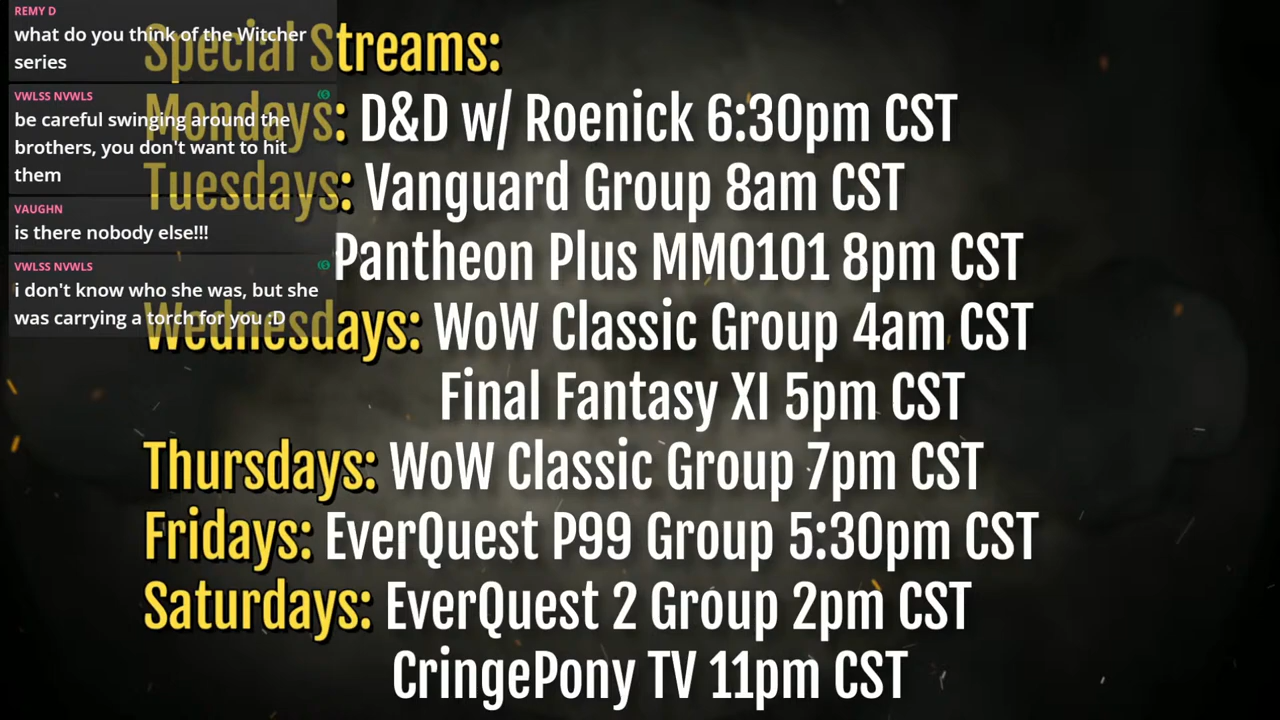 REMY D
what do you think of the Witcher
series
VWLSS NVWLS
be careful swinging around the
brothers, you don't want to hit
them
VAUGHN
is there nobody else!!!
VWLSS NVWLS
i don't know who she was, but she
was carrying a torch for you :D
Special Streams:
Mondays: D&D w/ Roenick 6:30pm CST
Tuesdays: Vanguard Group 8am CST
Pantheon Plus MMO101 8pm CST
Wednesdays: WoW Classic Group 4am CST
Final Fantasy XI 5pm CST
Thursdays: WoW Classic Group 7pm CST
Fridays: EverQuest P99 Group 5:30pm CST
Saturdays: EverQuest 2 Group 2pm CST
CringePony TV 11pm CST